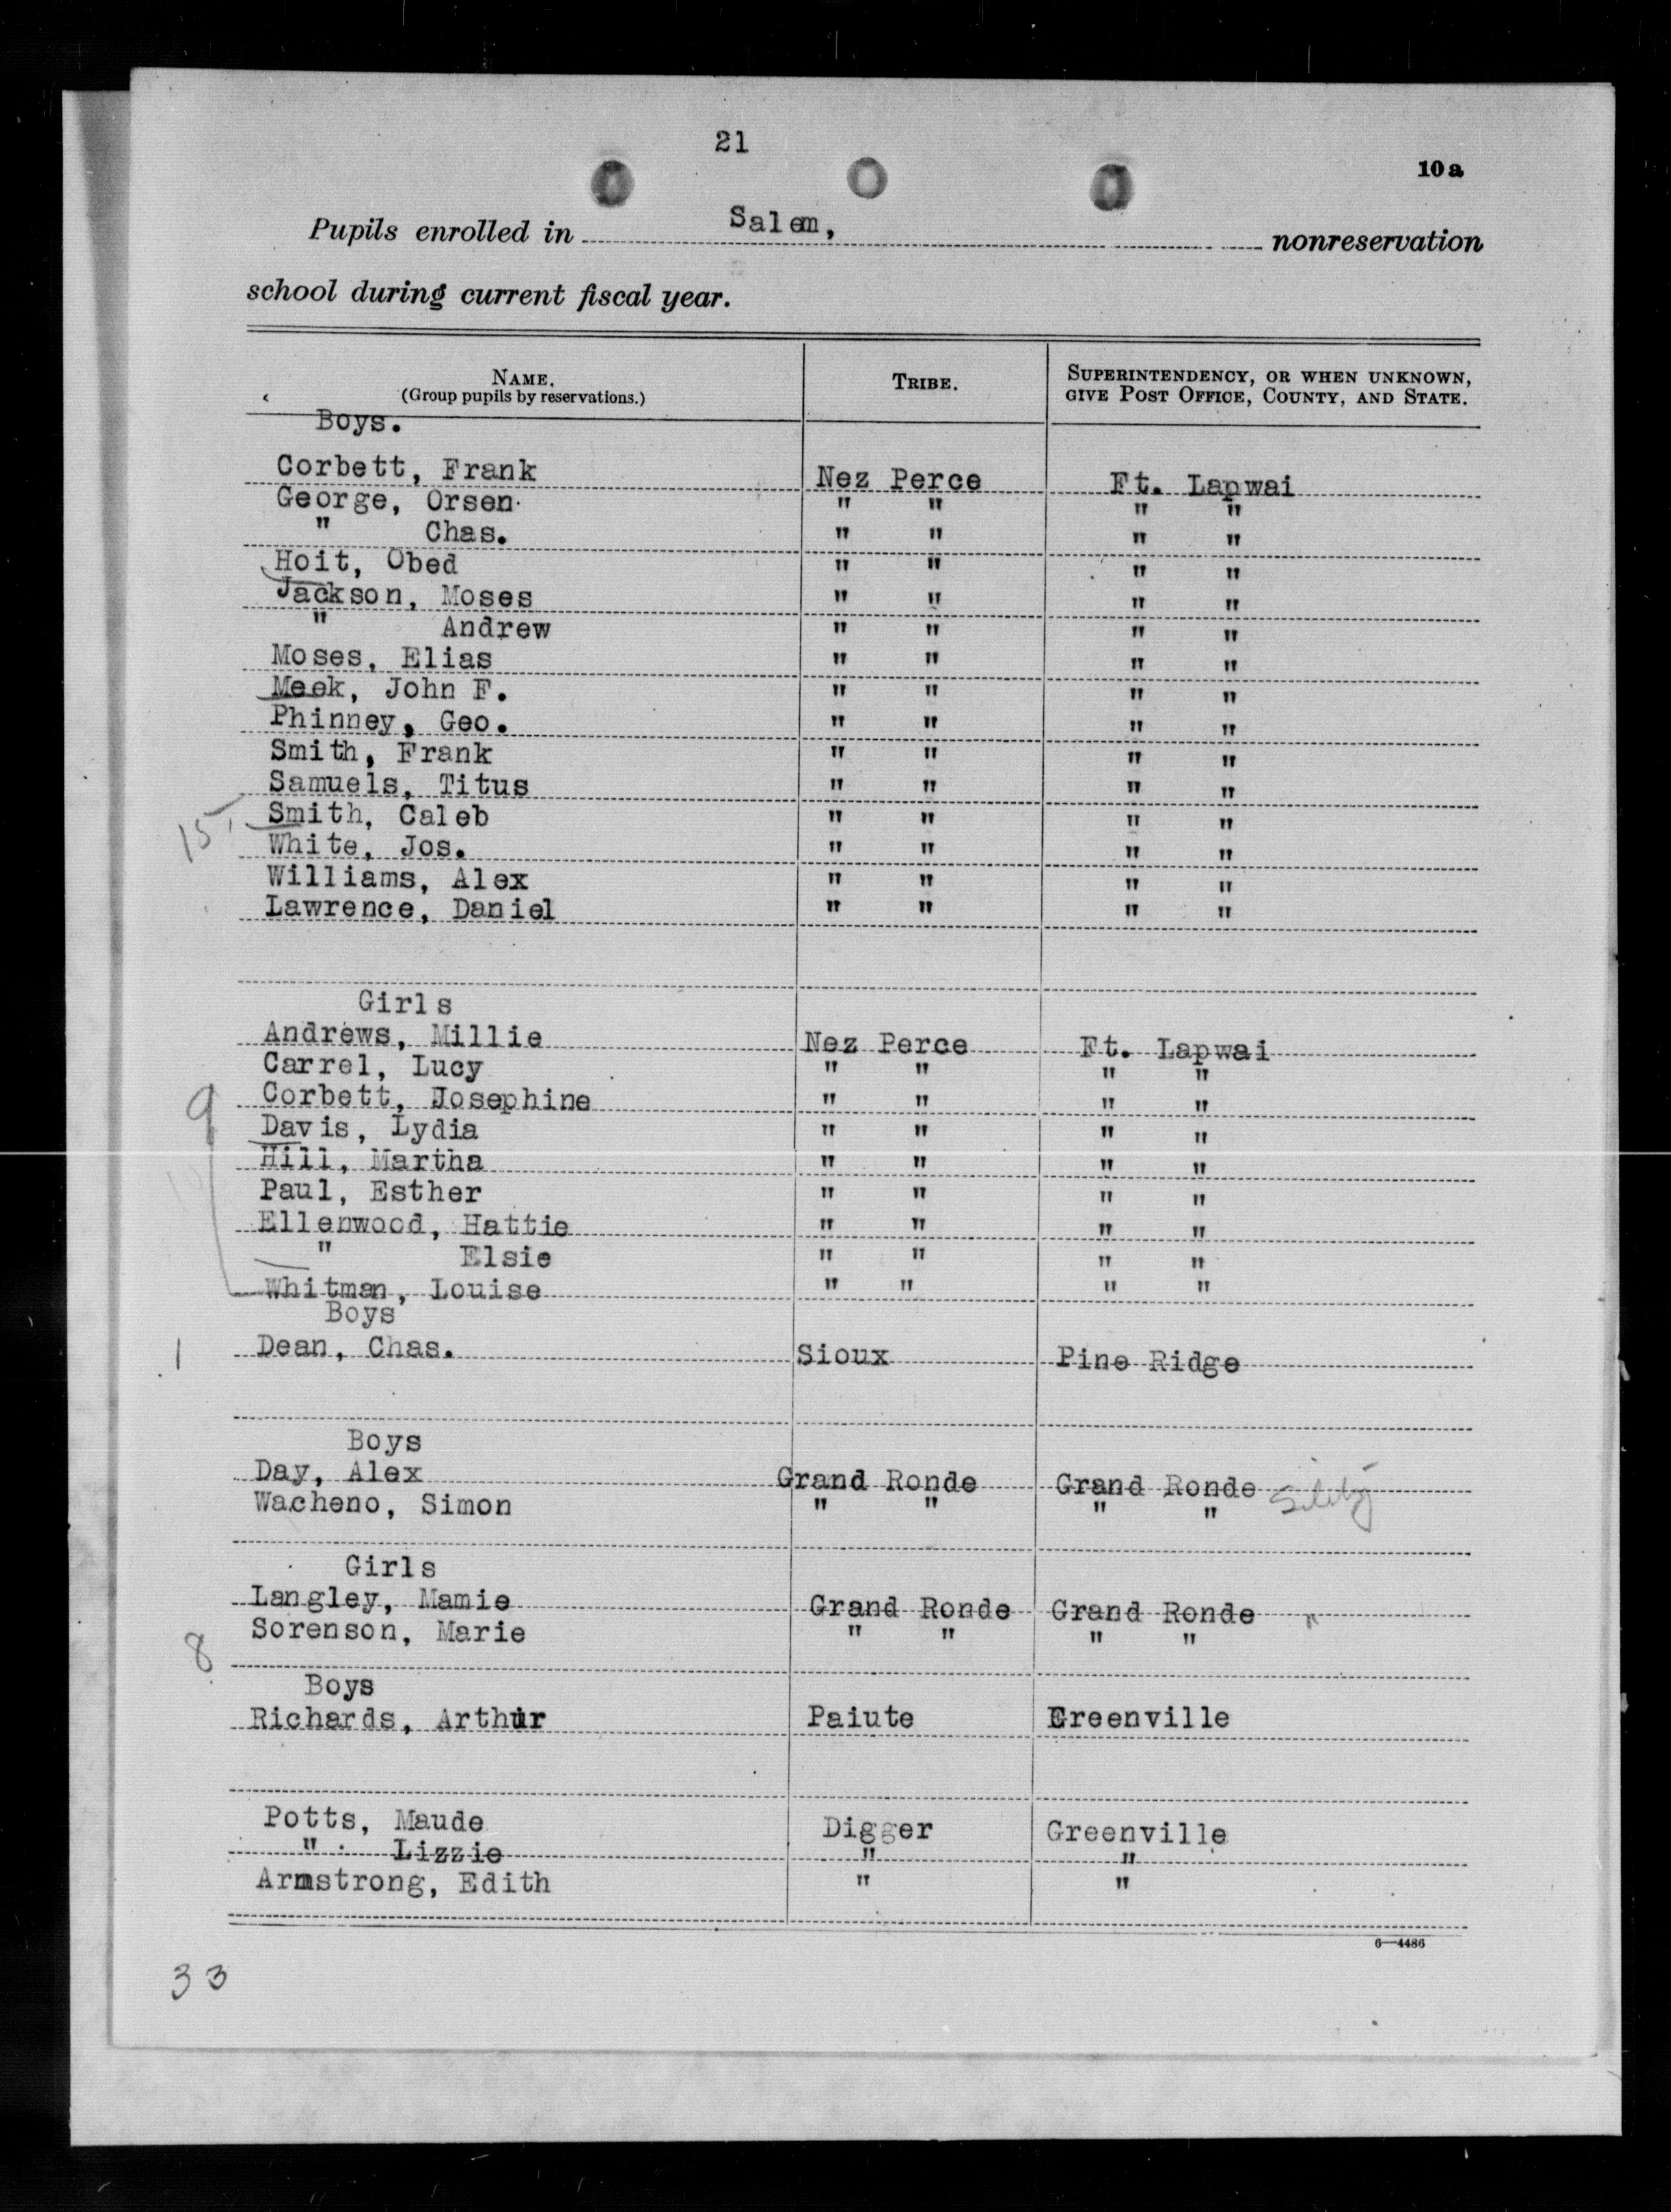 21
10a
Pupils enrolled in Salem, nonreservation
school during current fiscal year.
NAME. TRIBE. SUPERINTENDENCY, OR WHEN UNKNOWN,
(Group pupils by reservations.) GIVE POST OFFICE, COUNTY, AND STATE.
Boys.
Corbett, Frank Nez Perce Ft. Lapwai
George, Orsen " " " "
" Chas. " " " "
Hoit, Obed " " " "
Jackson, Moses " " " "
" Andrew " " " "
Moses, Elias " " " "
Meek, John F. " " " "
Phinney, Geo. " " " "
Smith, Frank " " " "
Samuels, Titus " " " "
15 Smith, Caleb " " " "
White, Jos. " " " "
Williams, Alex " " " "
Lawrence, Daniel " " " "
Girls
Andrews, Millie Nez Perce Ft. Lapwai
Carrel, Lucy " " " "
9 Corbett, Josephine " " " "
Davis, Lydia " " " "
Hill, Martha " " " "
Paul, Esther " " " "
Ellenwood, Hattie " " " "
" Elsie " " " "
Whitman, Louise " " " "
Boys
1 Dean, Chas. Sioux Pine Ridge
Boys
Day, Alex Grand Ronde Grand Ronde
Wacheno, Simon " " " "
Girls
Langley, Mamie Grand Ronde Grand Ronde "
Sorenson, Marie " " " "
8
Boys
Richards, Arthur Paiute Greenville
Potts, Maude Digger Greenville
" Lizzie " "
Armstrong, Edith " "
6—4486
33